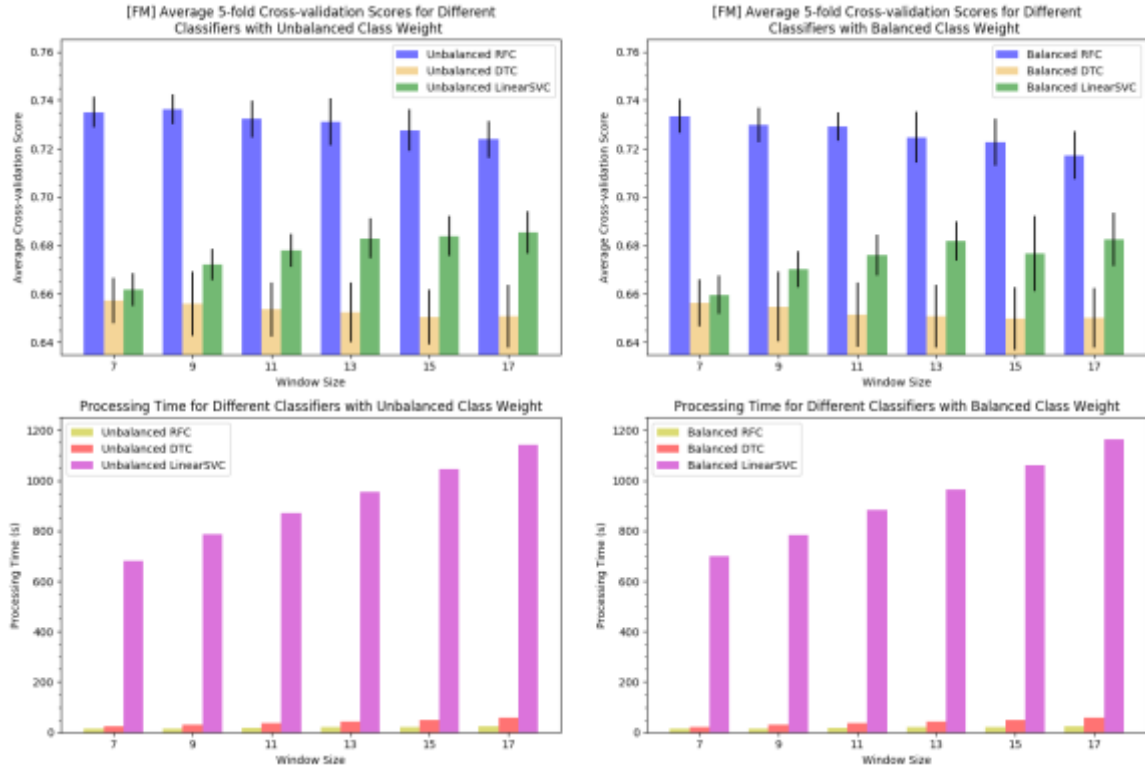 [FM] Average 5-fold Cross-validation Scores for Different
Classifiers with Unbalanced Class Weight
Average Cross-validation Score
0.76
0.74
0.72
0.70
0.68
0.66
0.64
Unbalanced RFC
Unbalanced DTC
Unbalanced LinearSVC
7 9 11 13 15 17
Window Size
[FM] Average 5-fold Cross-validation Scores for Different
Classifiers with Balanced Class Weight
Average Cross-validation Score
0.76
0.74
0.72
0.70
0.68
0.66
0.64
Balanced RFC
Balanced DTC
Balanced LinearSVC
7 9 11 13 15 17
Window Size
Processing Time for Different Classifiers with Unbalanced Class Weight
Processing Time (s)
1200
1000
800
600
400
200
0
Unbalanced RFC
Unbalanced DTC
Unbalanced LinearSVC
7 9 11 13 15 17
Window Size
Processing Time for Different Classifiers with Balanced Class Weight
Processing Time (s)
1200
1000
800
600
400
200
0
Balanced RFC
Balanced DTC
Balanced LinearSVC
7 9 11 13 15 17
Window Size